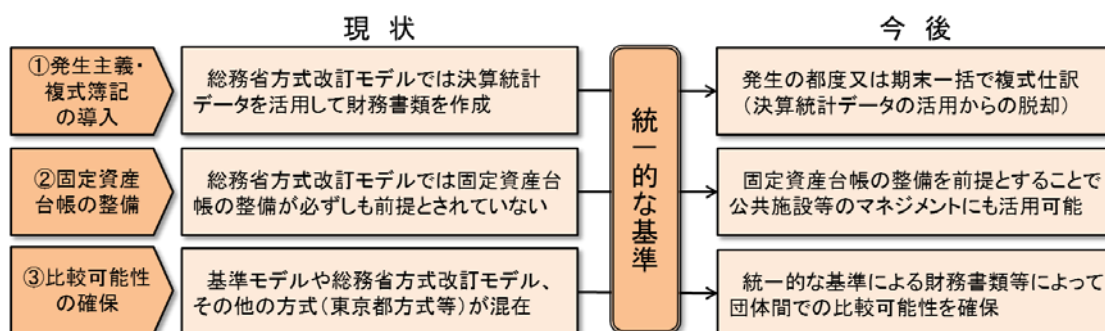 現状
今後
①発生主義・
複式簿記
の導入
総務省方式改訂モデルでは決算統計
データを活用して財務書類を作成
発生の都度又は期末一括で複式仕訳
(決算統計データの活用からの脱却)
統一的な基準
②固定資産
台帳の整備
総務省方式改訂モデルでは固定資産台
帳の整備が必ずしも前提とされていない
固定資産台帳の整備を前提とすることで
公共施設等のマネジメントにも活用可能
③比較可能性
の確保
基準モデルや総務省方式改訂モデル、
その他の方式(東京都方式等)が混在
統一的な基準による財務書類等によって
団体間での比較可能性を確保